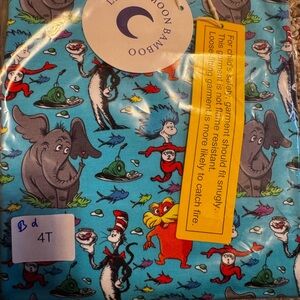 MOON BAMBOO
For child's safety, garment should fit snugly.
This garment is not flame resistant.
Loose fitting garment is more likely to catch fire.
B d
4T